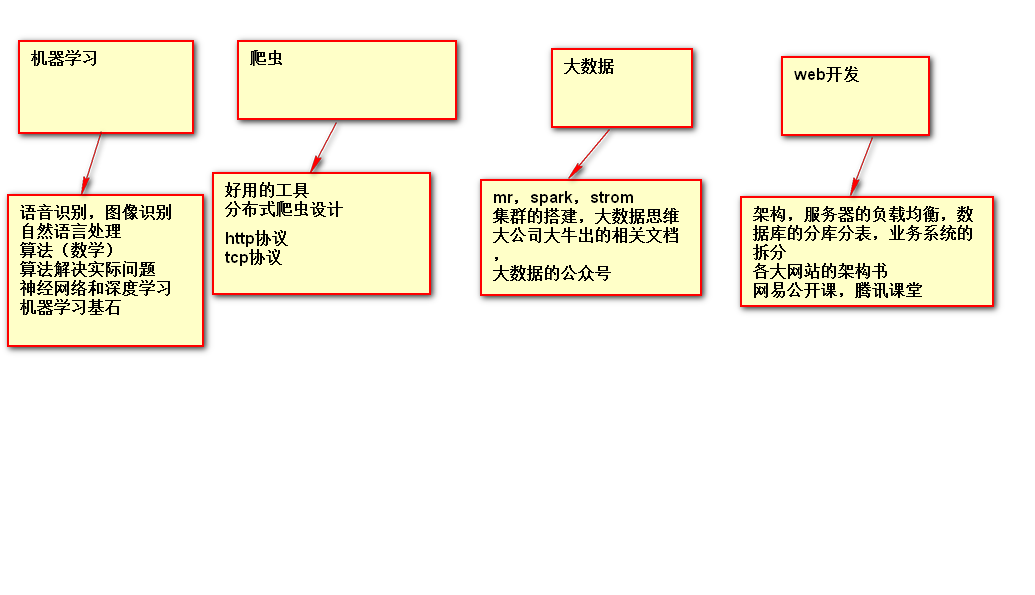 机器学习
爬虫
大数据
web开发
语音识别，图像识别
自然语言处理
算法（数学）
算法解决实际问题
神经网络和深度学习
机器学习基石
好用的工具
分布式爬虫设计
http协议
tcp协议
mr，spark，strom
集群的搭建，大数据思维
大公司大牛出的相关文档
，
大数据的公众号
架构，服务器的负载均衡，数
据库的分库分表，业务系统的
拆分
各大网站的架构书
网易公开课，腾讯课堂